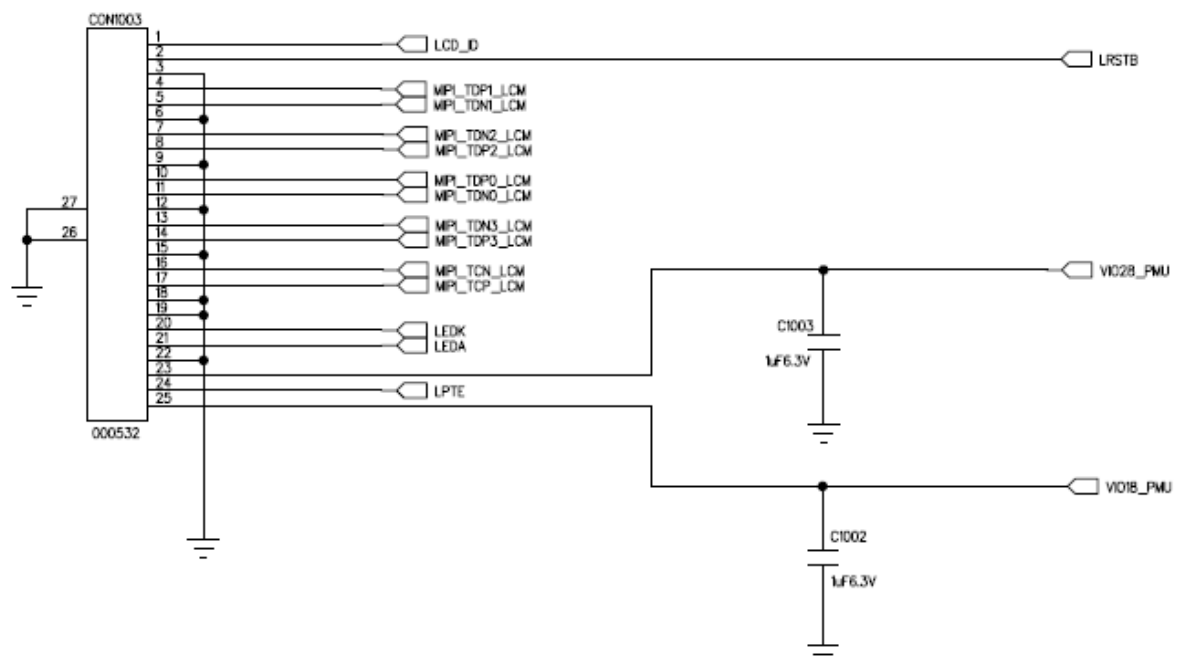 CON1003
1
LCD_ID
2
LRSTB
3
4
MIPI_TDP1_LCM
5
MIPI_TDN1_LCM
6
7
MIPI_TDN2_LCM
8
MIPI_TDP2_LCM
9
10
MIPI_TDP0_LCM
11
MIPI_TDN0_LCM
27
12
13
MIPI_TDN3_LCM
26
14
MIPI_TDP3_LCM
15
16
MIPI_TCN_LCM
VIO28_PMU
17
MIPI_TCP_LCM
18
19
20
LEDK
C1003
21
LEDA
22
1uF6.3V
23
24
LPTE
25
000532
VIO18_PMU
C1002
1uF6.3V